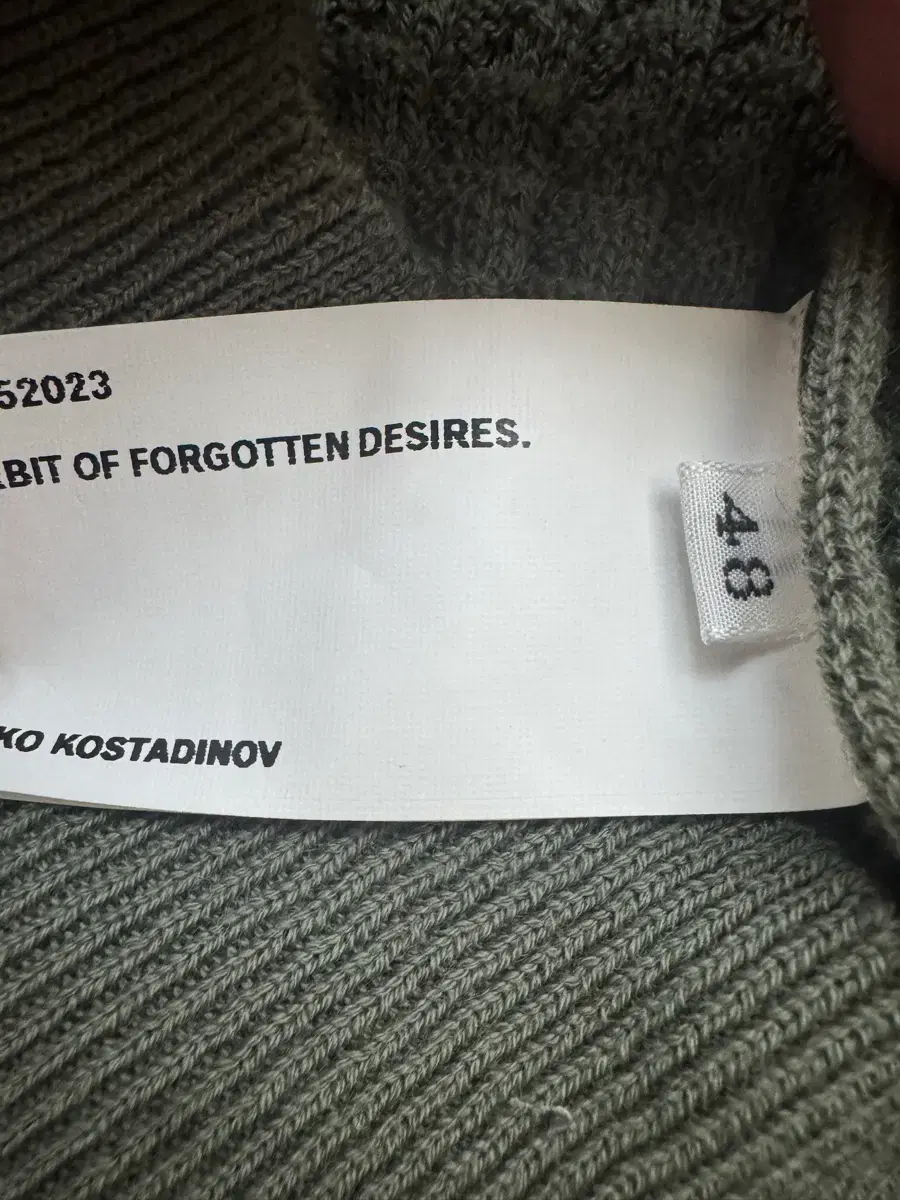 52023
BIT OF FORGOTTEN DESIRES.
48
KO KOSTADINOV